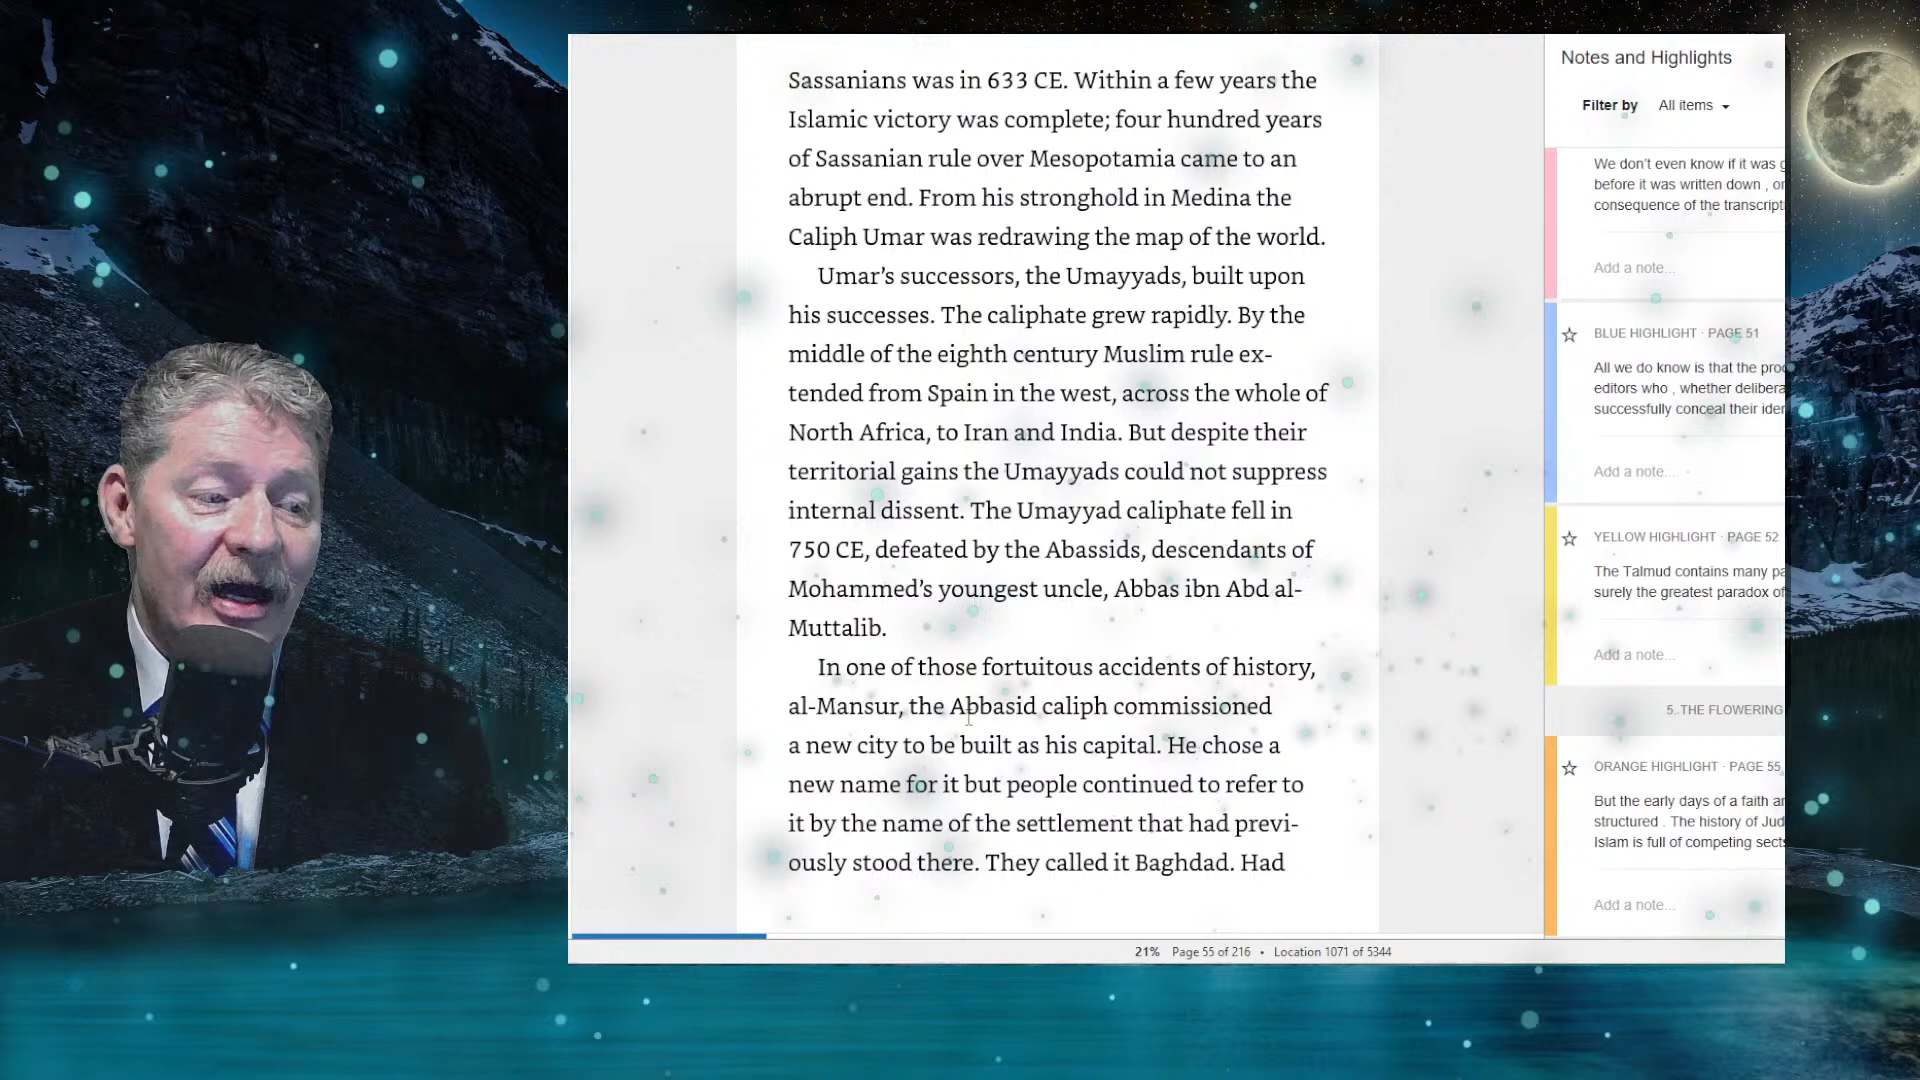 Sassanians was in 633 CE. Within a few years the
Islamic victory was complete; four hundred years
of Sassanian rule over Mesopotamia came to an
abrupt end. From his stronghold in Medina the
Caliph Umar was redrawing the map of the world.
Umar’s successors, the Umayyads, built upon
his successes. The caliphate grew rapidly. By the
middle of the eighth century Muslim rule ex-
tended from Spain in the west, across the whole of
North Africa, to Iran and India. But despite their
territorial gains the Umayyads could not suppress
internal dissent. The Umayyad caliphate fell in
750 CE, defeated by the Abassids, descendants of
Mohammed’s youngest uncle, Abbas ibn Abd al-
Muttalib.
In one of those fortuitous accidents of history,
al-Mansur, the Abbasid caliph commissioned
a new city to be built as his capital. He chose a
new name for it but people continued to refer to
it by the name of the settlement that had previ-
ously stood there. They called it Baghdad. Had
21% Page 55 of 216 • Location 1071 of 5344
Notes and Highlights
Filter by All items
We don’t even know if it was
before it was written down , or
consequence of the transcript
Add a note...
BLUE HIGHLIGHT · PAGE 51
All we do know is that the
editors who , whether
successfully conceal their
Add a note...
YELLOW HIGHLIGHT · PAGE 52
The Talmud contains many
surely the greatest paradox of
Add a note...
5. THE FLOWERING
ORANGE HIGHLIGHT · PAGE 55
But the early days of a faith
structured . The history of
Islam is full of competing sects
Add a note...